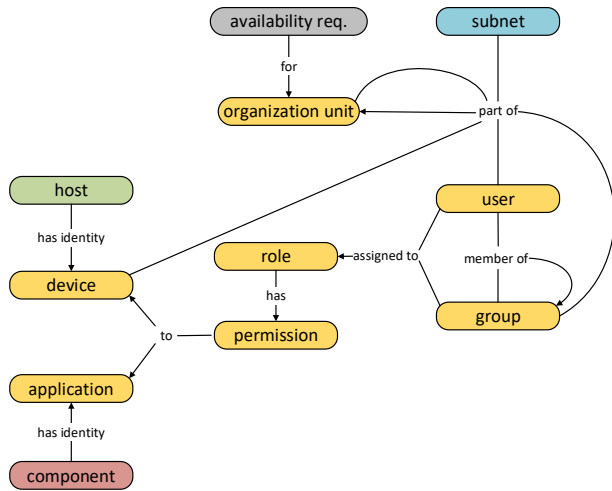 availability req.
subnet
for
organization unit
part of
host
user
has identity
role
assigned to
member of
device
has
group
to
permission
application
has identity
component